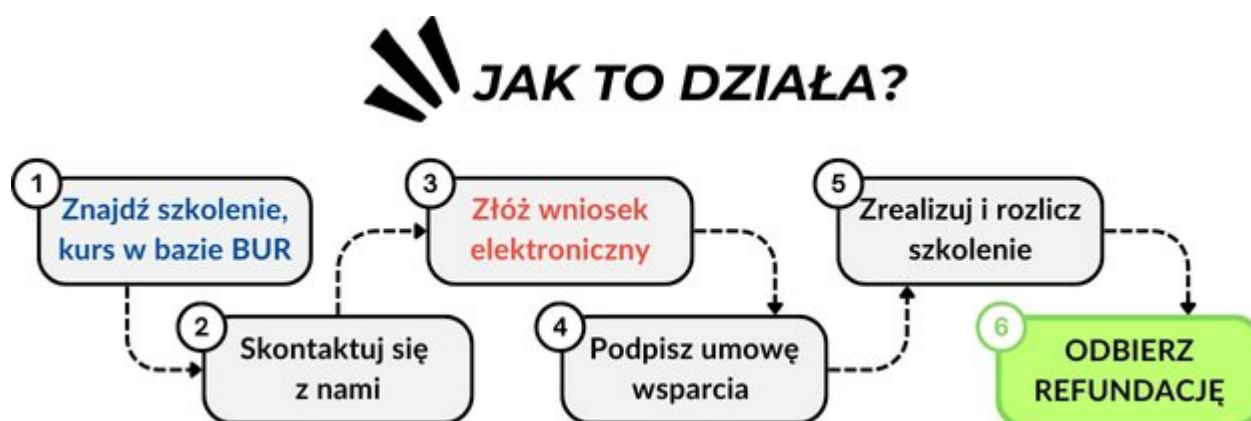 JAK TO DZIAŁA?
1
Znajdź szkolenie,
kurs w bazie BUR
2
Skontaktuj się
z nami
3
Złóż wniosek
elektroniczny
4
Podpisz umowę
wsparcia
5
Zrealizuj i rozlicz
szkolenie
6
ODBIERZ
REFUNDACJĘ